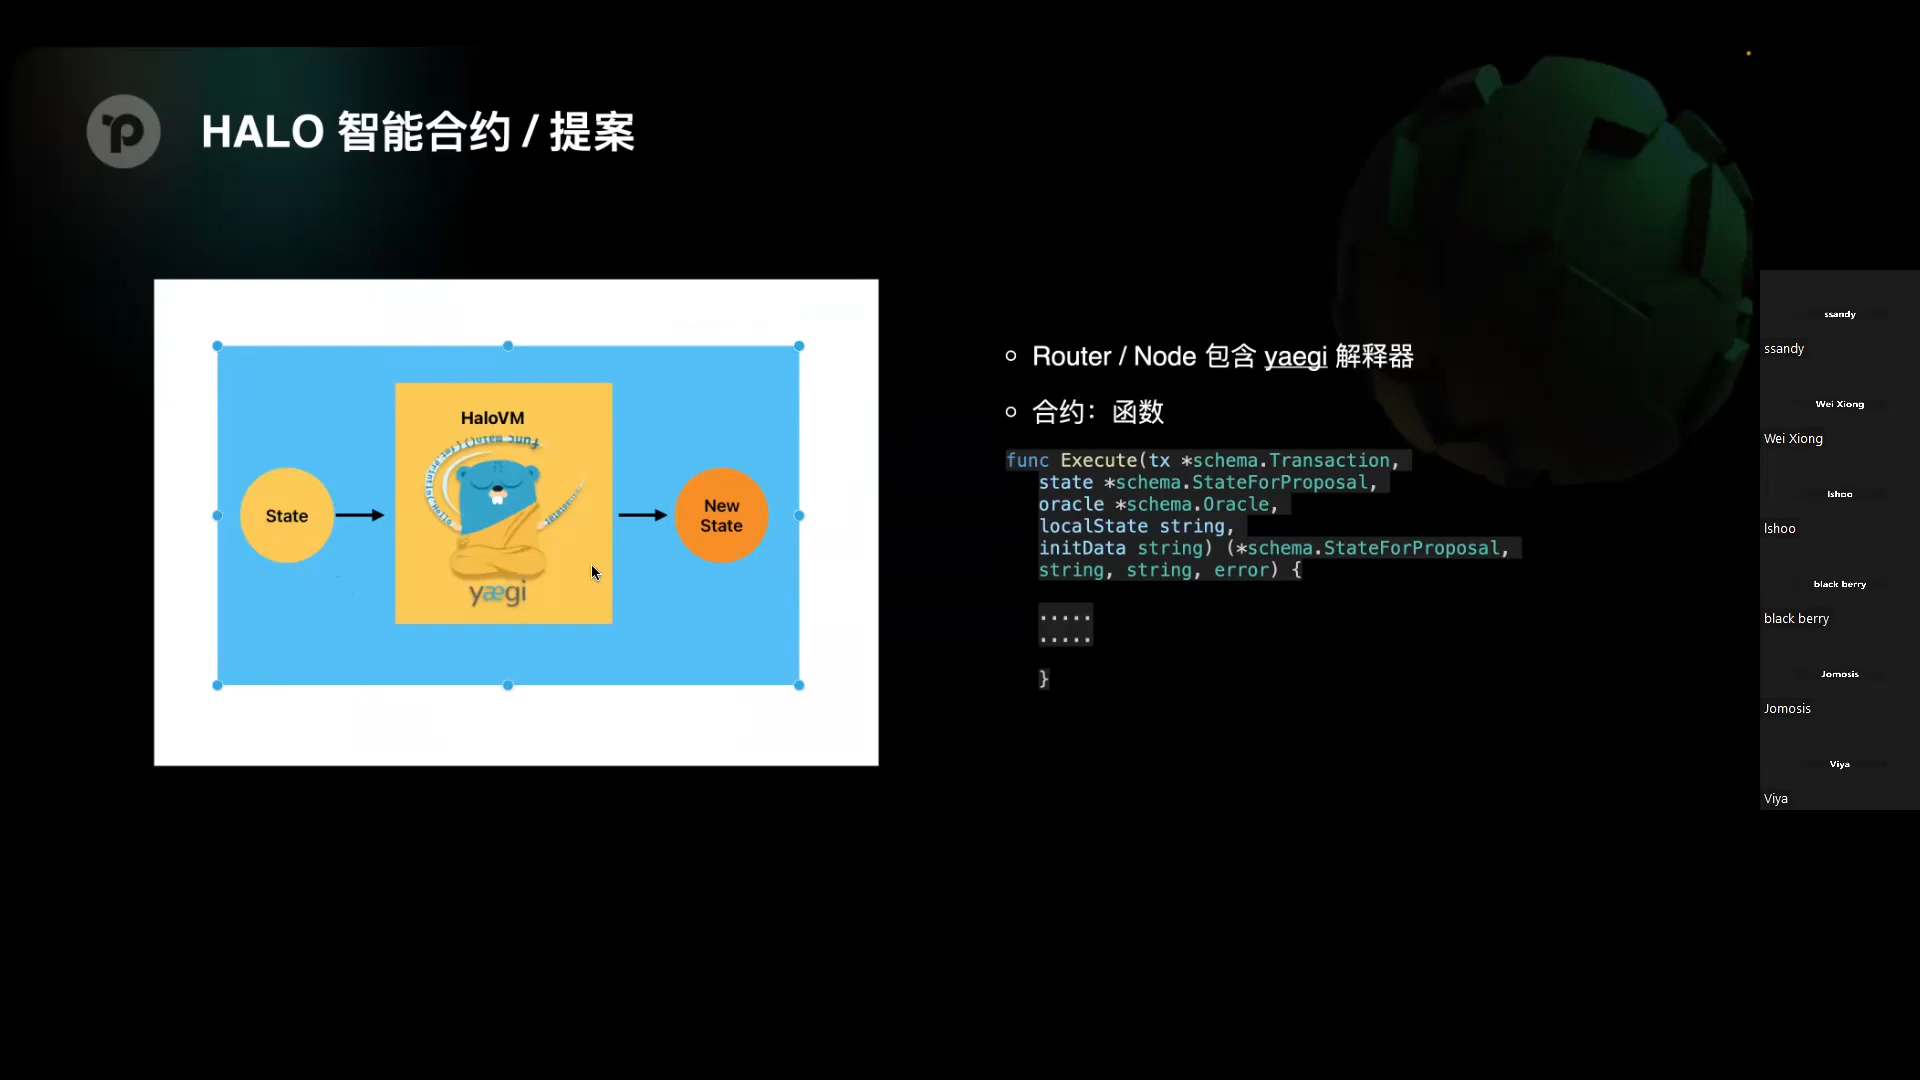 HALO 智能合约 / 提案
HaloVM
State
New
State
yaegi
Router / Node 包含 yaegi 解释器
合约：函数
func Execute(tx *schema.Transaction,
state *schema.StateForProposal,
oracle *schema.Oracle,
localState string,
initData string) (*schema.StateForProposal,
string, string, error) {
.....
.....
}
ssandy
ssandy
Wei Xiong
Wei Xiong
lshoo
lshoo
black berry
black berry
Jomosis
Jomosis
Viya
Viya